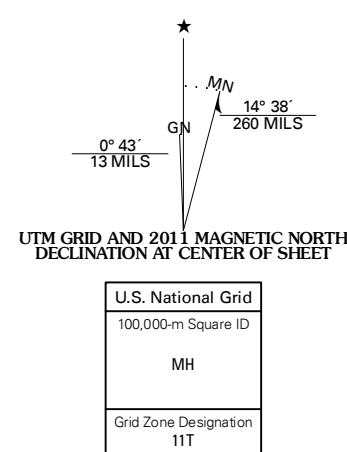 ★
MN
GN
14° 38´
260 MILS
0° 43´
13 MILS
UTM GRID AND 2011 MAGNETIC NORTH
DECLINATION AT CENTER OF SHEET
U.S. National Grid
100,000-m Square ID
MH
Grid Zone Designation
11T